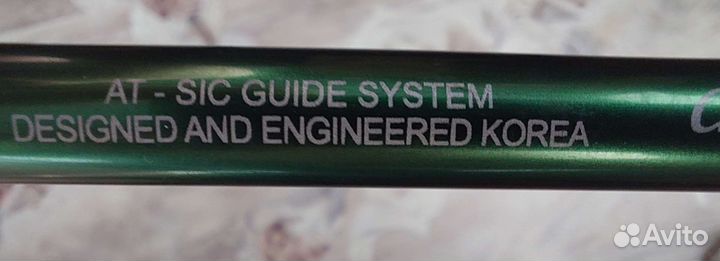 AT - SIC GUIDE SYSTEM
DESIGNED AND ENGINEERED KOREA
Avito